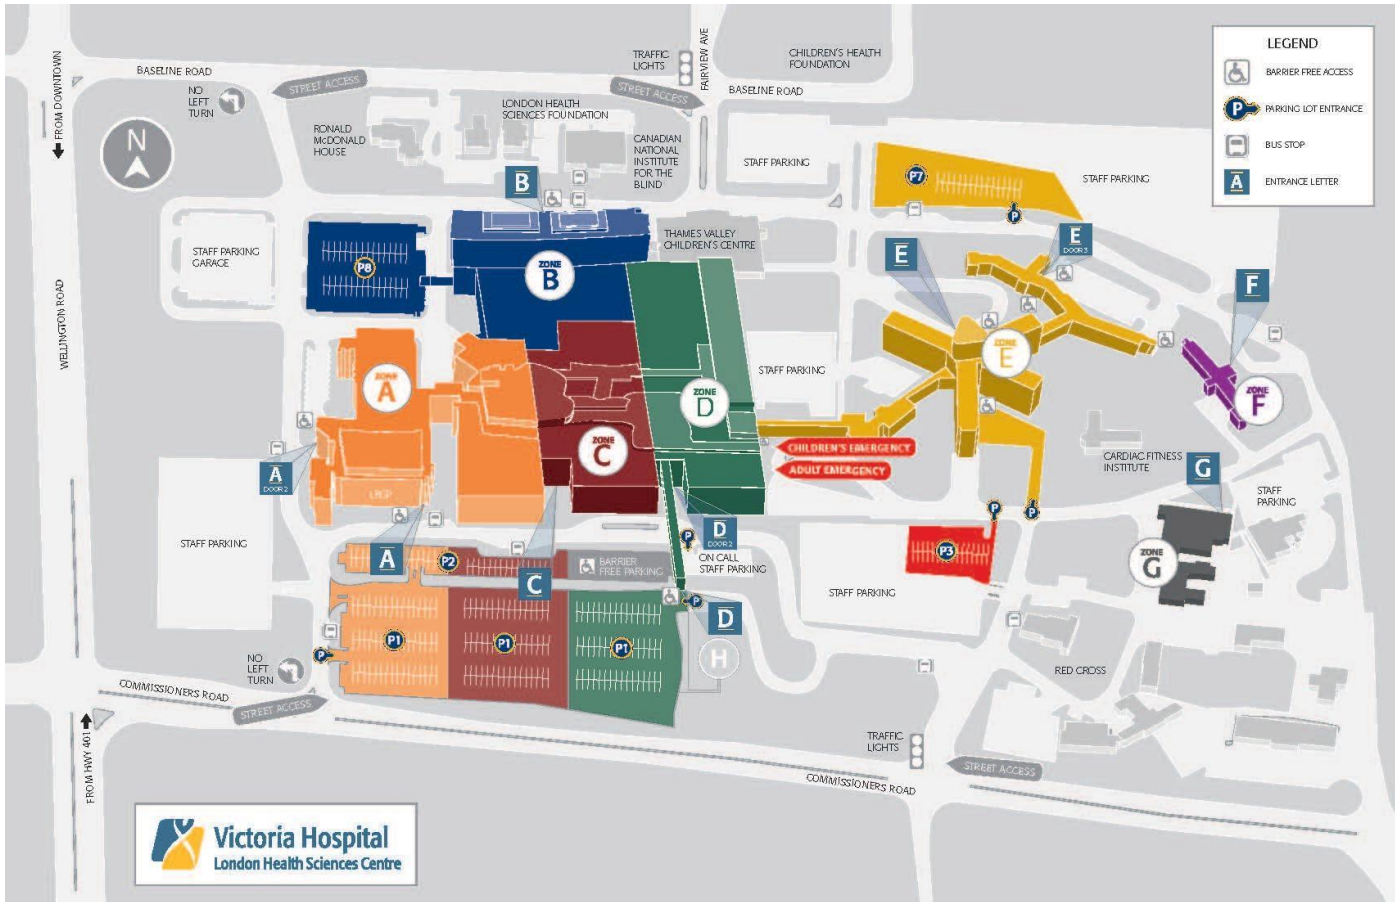 FROM DOWNTOWN
BASELINE ROAD
NO
LEFT
TURN
STREET ACCESS
N
RONALD
McDONALD
HOUSE
LONDON HEALTH
SCIENCES FOUNDATION
CANADIAN
NATIONAL
INSTITUTE
FOR THE
BLIND
TRAFFIC
LIGHTS
STREET ACCESS
FAIRVIEW AVE
BASELINE ROAD
CHILDREN'S HEALTH
FOUNDATION
LEGEND
BARRIER FREE ACCESS
P
PARKING LOT ENTRANCE
BUS STOP
A
ENTRANCE LETTER
STAFF PARKING
P7
STAFF PARKING
P
B
STAFF PARKING
GARAGE
P8
ZONE
B
THAMES VALLEY
CHILDREN'S CENTRE
E
E
DOOR 3
F
WELLINGTON ROAD
ZONE
A
ZONE
C
ZONE
D
STAFF PARKING
ZONE
E
ZONE
F
CHILDREN'S EMERGENCY
ADULT EMERGENCY
CARDIAC FITNESS
INSTITUTE
G
STAFF
PARKING
A
DOOR 2
STAFF PARKING
A
P2
C
BARRIER
FREE PARKING
P
D
DOOR 2
ON CALL
STAFF PARKING
P
P
P3
ZONE
G
STAFF PARKING
P
D
H
P1
P1
P1
P
NO
LEFT
TURN
COMMISSIONERS ROAD
STREET ACCESS
RED CROSS
TRAFFIC
LIGHTS
STREET ACCESS
COMMISSIONERS ROAD
FROM HWY 401
Victoria Hospital
London Health Sciences Centre